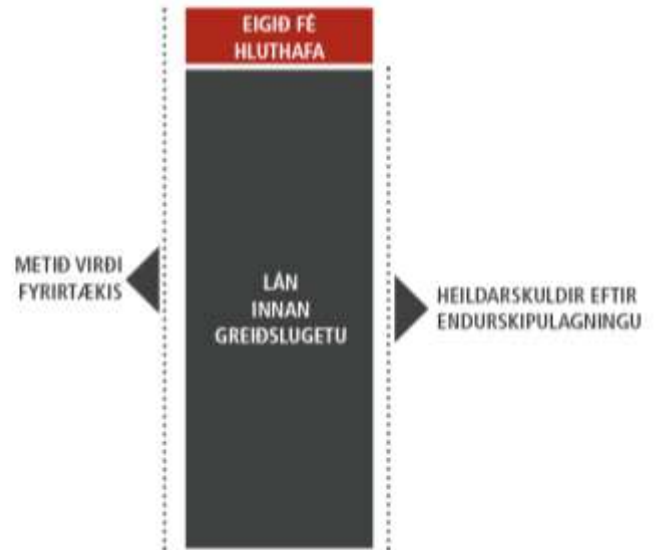 EIGIÐ FÉ
HLUTHAFA
METIÐ VIRÐI
FYRIRTÆKIS
LÁN
INNAN
GREIÐSLUGETU
HEILDARSKULDIR EFTIR
ENDURSKIPULAGNINGU